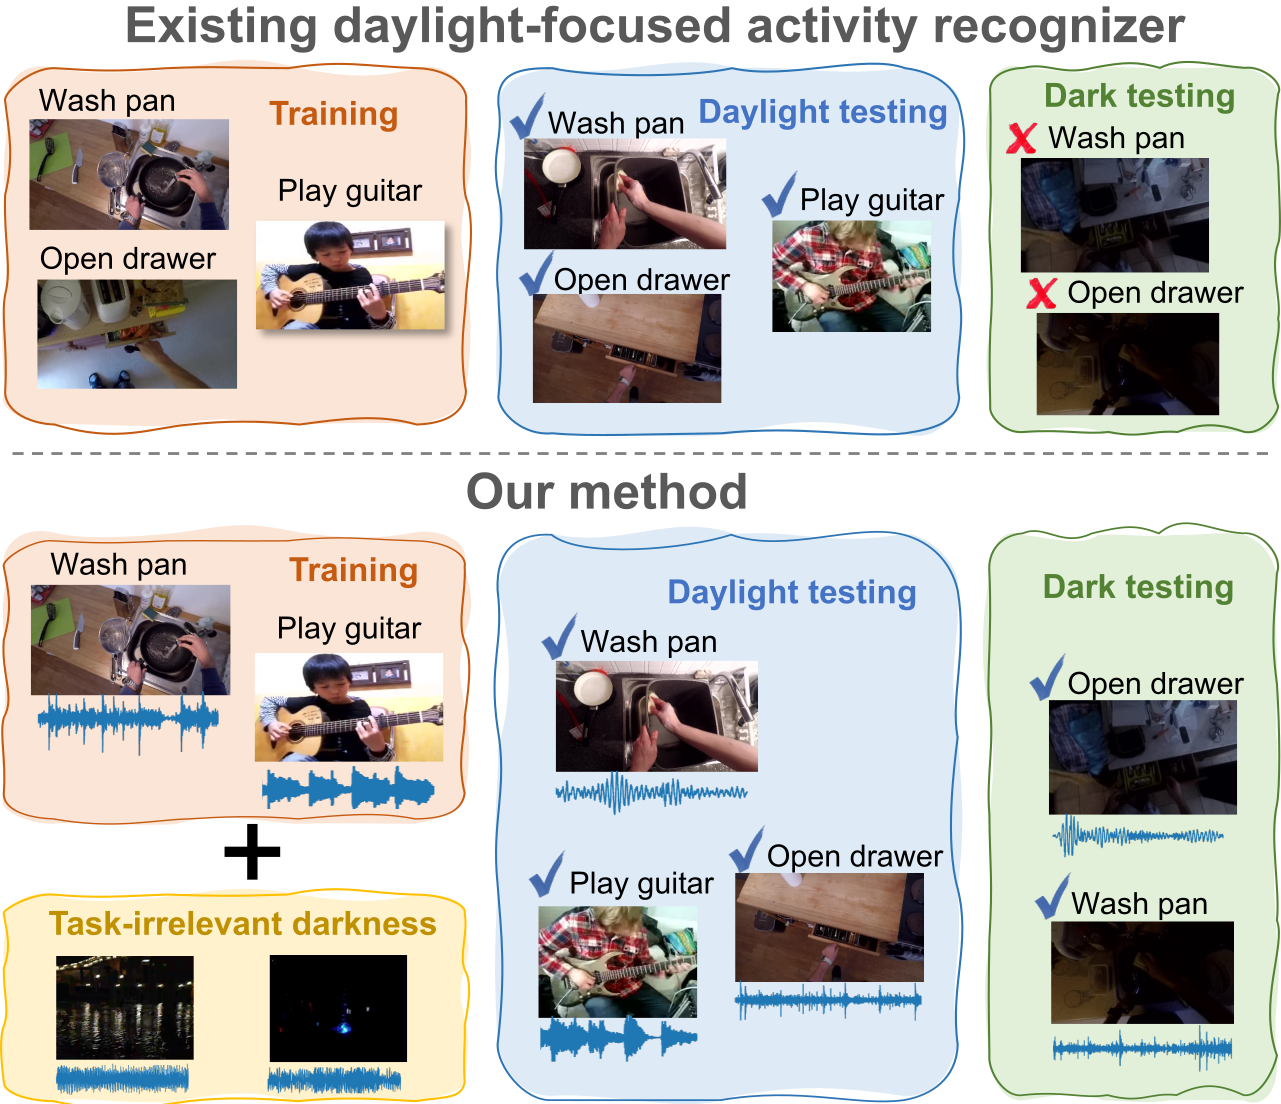 Existing daylight-focused activity recognizer
Wash pan
Training
Play guitar
Open drawer
Daylight testing
Wash pan
Play guitar
Open drawer
Dark testing
Wash pan
Open drawer
Our method
Wash pan
Training
Play guitar
+
Task-irrelevant darkness
Daylight testing
Wash pan
Play guitar
Open drawer
Dark testing
Open drawer
Wash pan